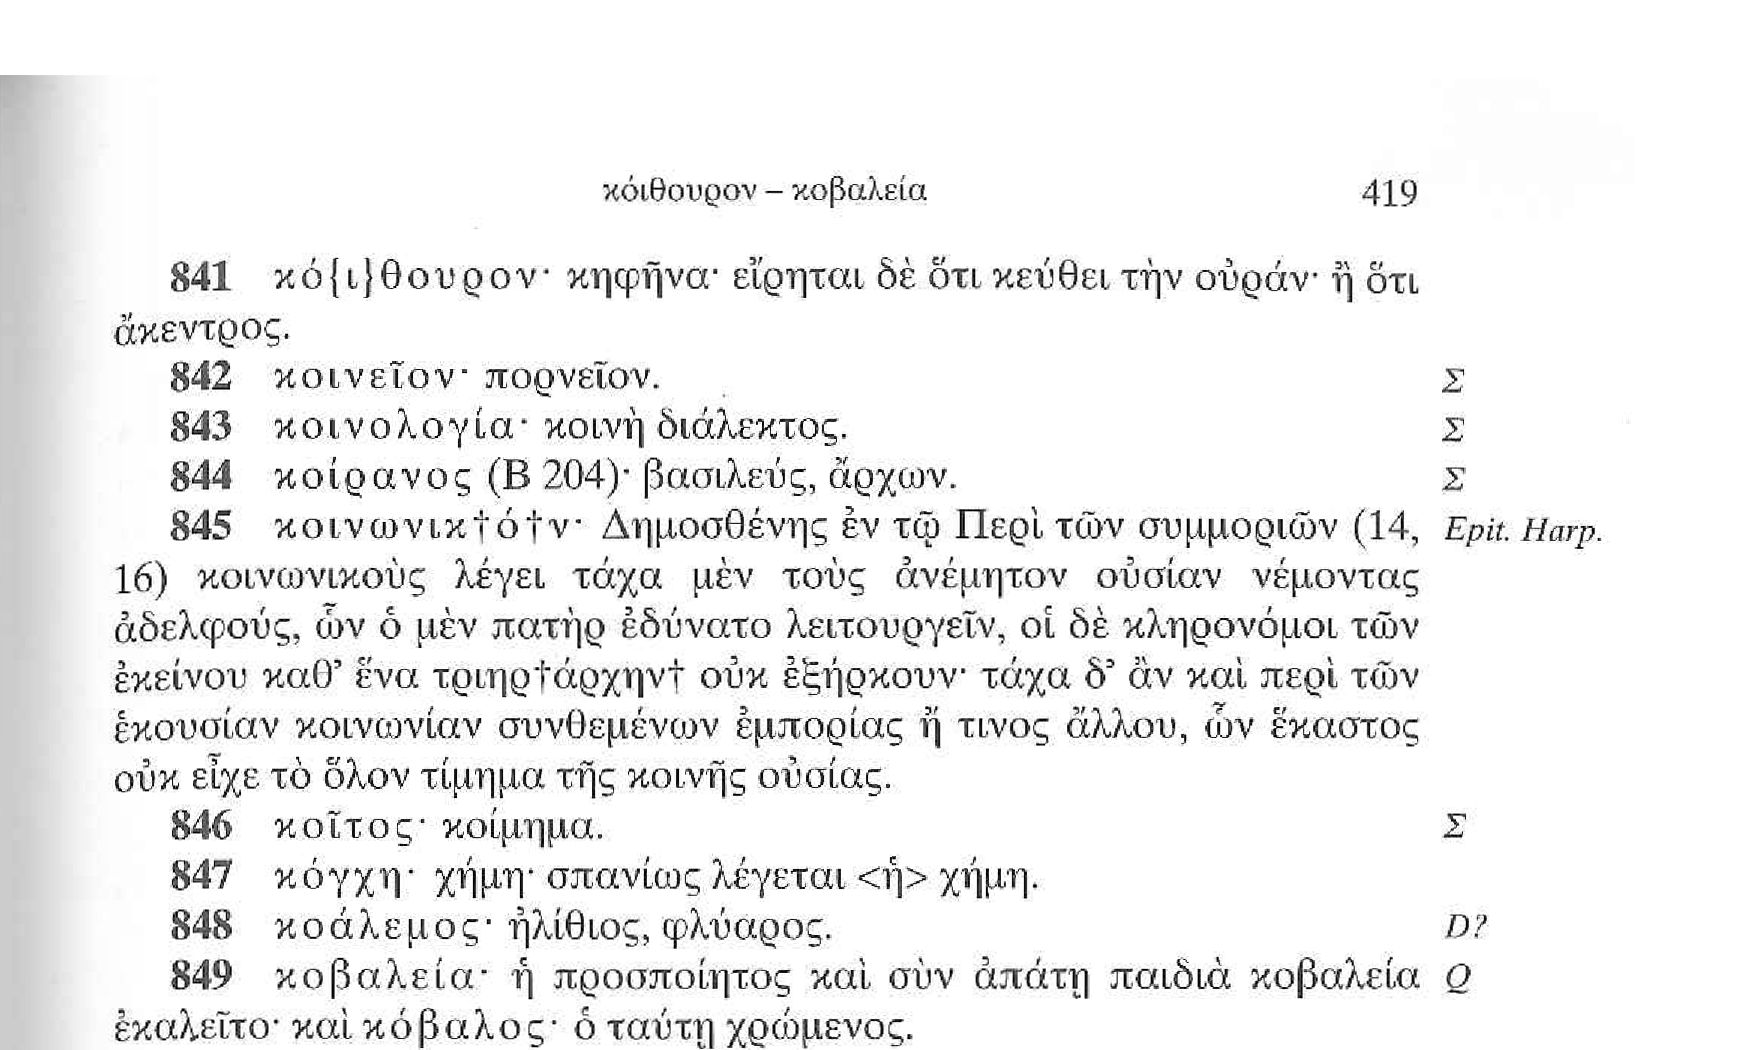 κόιθουρον – κοβαλεία 419
841 κό{ι}θουρον· κηφῆνα· εἴρηται δὲ ὅτι κεύθει τὴν οὐράν· ἢ ὅτι
ἄκεντρος.
842 κοινεῖον· πορνεῖον. Σ
843 κοινολογία· κοινὴ διάλεκτος. Σ
844 κοίρανος (Β 204)· βασιλεύς, ἄρχων. Σ
845 κοινωνικ†ό†ν· Δημοσθένης ἐν τῷ Περὶ τῶν συμμοριῶν (14, Epit. Harp.
16) κοινωνικοὺς λέγει τάχα μὲν τοὺς ἀνέμητον οὐσίαν νέμοντας
ἀδελφούς, ὧν ὁ μὲν πατὴρ ἐδύνατο λειτουργεῖν, οἱ δὲ κληρονόμοι τῶν
ἐκείνου καθ’ ἕνα τριηρ†άρχην† οὐκ ἐξήρκουν· τάχα δ’ ἂν καὶ περὶ τῶν
ἑκουσίαν κοινωνίαν συνθεμένων ἐμπορίας ἤ τινος ἄλλου, ὧν ἕκαστος
οὐκ εἶχε τὸ ὅλον τίμημα τῆς κοινῆς οὐσίας.
846 κοῖτος· κοίμημα. Σ
847 κόγχη· χήμη· σπανίως λέγεται <ἡ> χήμη.
848 κοάλεμος· ἠλίθιος, φλύαρος. D?
849 κοβαλεία· ἡ προσποίητος καὶ σὺν ἀπάτῃ παιδιὰ κοβαλεία Q
ἐκαλεῖτο· καὶ κόβαλος· ὁ ταύτῃ χρώμενος.